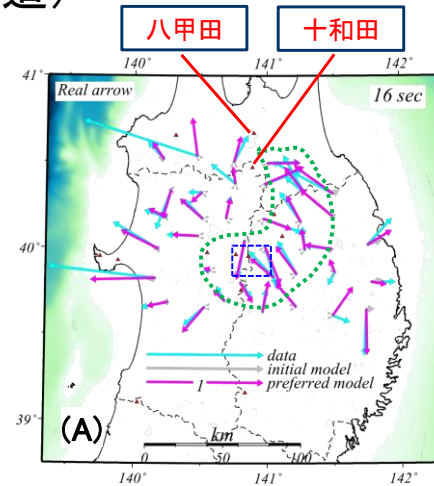 八甲田
十和田
140°
141°
142°
41°
Real arrow
16 sec
40°
data
initial model
1
preferred model
39°
(A)
km
0
50
100
140°
141°
142°